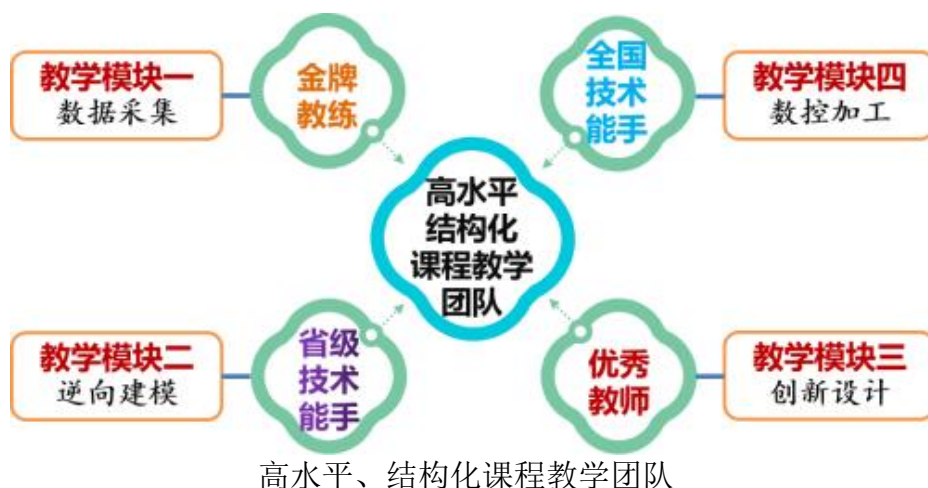 教学模块一
数据采集
金牌
教练
全国
技术
能手
教学模块四
数控加工
高水平
结构化
课程教学
团队
教学模块二
逆向建模
省级
技术
能手
优秀
教师
教学模块三
创新设计
高水平、结构化课程教学团队